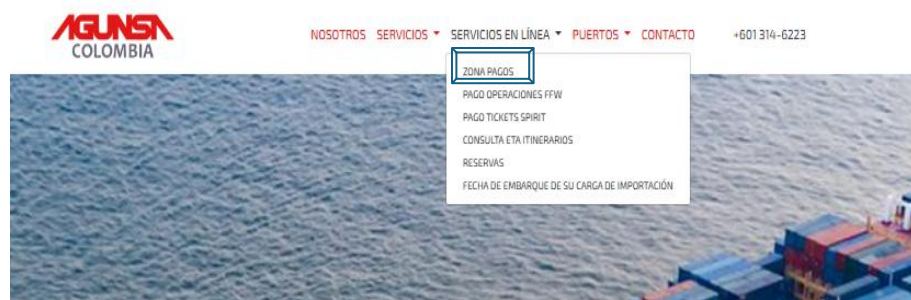 AGUNSA
COLOMBIA
NOSOTROS SERVICIOS SERVICIOS EN LÍNEA PUERTOS CONTACTO +601 314-6223
ZONA PAGOS
PAGO OPERACIONES FFW
PAGO TICKETS SPIRIT
CONSULTA ETA ITINERARIOS
RESERVAS
FECHA DE EMBARQUE DE SU CARGA DE IMPORTACIÓN